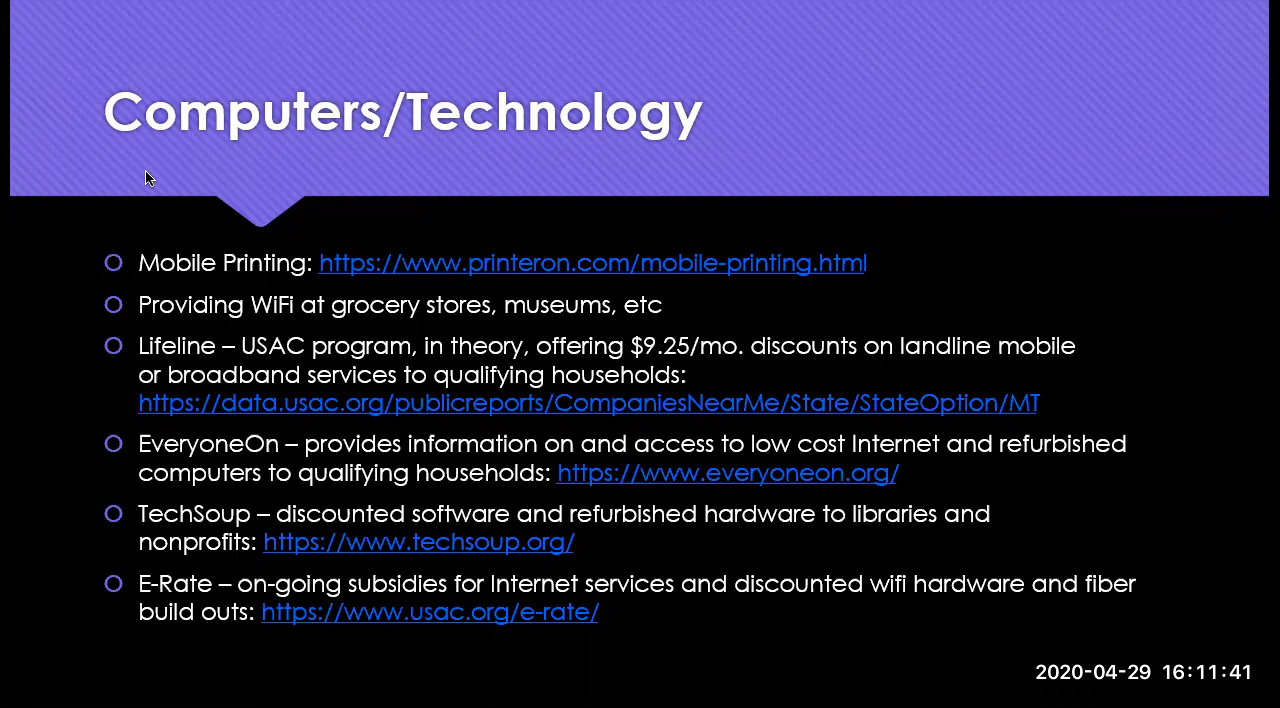 Computers/Technology
Mobile Printing: https://www.printeron.com/mobile-printing.html
Providing WiFi at grocery stores, museums, etc
Lifeline – USAC program, in theory, offering $9.25/mo. discounts on landline mobile
or broadband services to qualifying households:
https://data.usac.org/publicreports/CompaniesNearMe/State/StateOption/MT
EveryoneOn – provides information on and access to low cost Internet and refurbished
computers to qualifying households: https://www.everyoneon.org/
TechSoup – discounted software and refurbished hardware to libraries and
nonprofits: https://www.techsoup.org/
E-Rate – on-going subsidies for Internet services and discounted wifi hardware and fiber
build outs: https://www.usac.org/e-rate/
2020-04-29 16:11:41